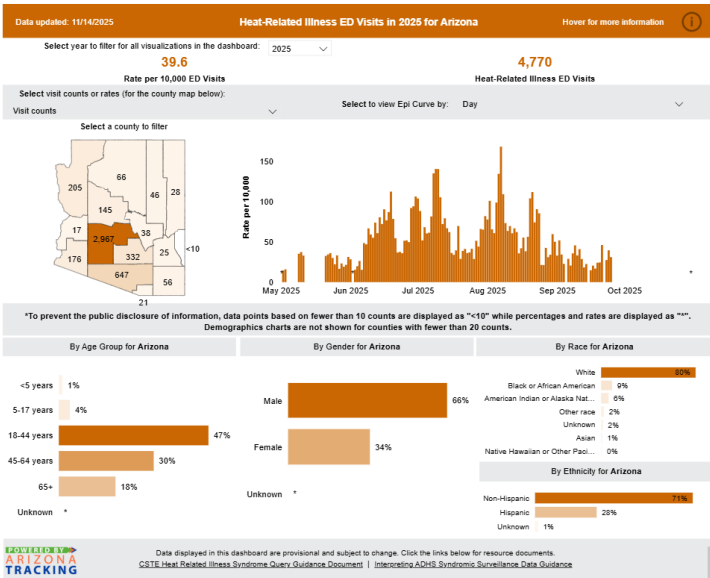 Data updated: 11/14/2025
Heat-Related Illness ED Visits in 2025 for Arizona
Hover for more information
i
Select year to filter for all visualizations in the dashboard:
2025
39.6
Rate per 10,000 ED Visits
4,770
Heat-Related Illness ED Visits
Select visit counts or rates (for the county map below):
Visit counts
Select to view Epi Curve by: Day
Select a county to filter
205
66
46
28
145
17
2,967
38
<10
176
332
25
647
56
21
Rate per 10,000
150
100
50
0
*
*
*
May 2025
Jun 2025
Jul 2025
Aug 2025
Sep 2025
Oct 2025
*To prevent the public disclosure of information, data points based on fewer than 10 counts are displayed as "<10" while percentages and rates are displayed as "*".
Demographics charts are not shown for counties with fewer than 20 counts.
By Age Group for Arizona
<5 years 1%
5-17 years 4%
18-44 years 47%
45-64 years 30%
65+ 18%
Unknown *
By Gender for Arizona
Male 66%
Female 34%
Unknown *
By Race for Arizona
White 80%
Black or African American 9%
American Indian or Alaska Nat... 6%
Other race 2%
Unknown 2%
Asian 1%
Native Hawaiian or Other Paci... 0%
By Ethnicity for Arizona
Non-Hispanic 71%
Hispanic 28%
Unknown 1%
POWERED BY
ARIZONA
TRACKING
Data displayed in this dashboard are provisional and subject to change. Click the links below for resource documents.
CSTE Heat Related Illness Syndrome Query Guidance Document | Interpreting ADHS Syndromic Surveillance Data Guidance